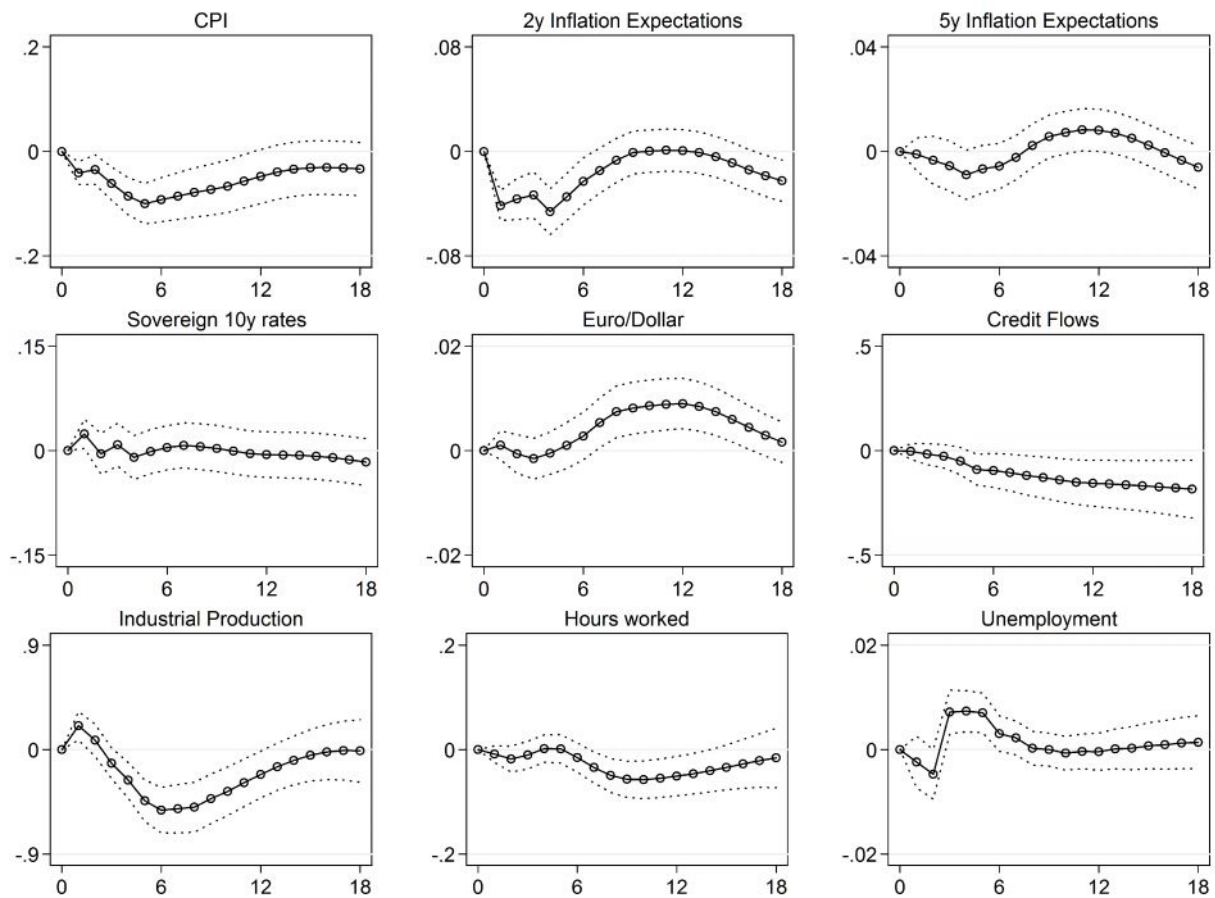 CPI
.2
0
-.2
0 6 12 18
2y Inflation Expectations
.08
0
-.08
0 6 12 18
5y Inflation Expectations
.04
0
-.04
0 6 12 18
Sovereign 10y rates
.15
0
-.15
0 6 12 18
Euro/Dollar
.02
0
-.02
0 6 12 18
Credit Flows
.5
0
-.5
0 6 12 18
Industrial Production
.9
0
-.9
0 6 12 18
Hours worked
.2
0
-.2
0 6 12 18
Unemployment
.02
0
-.02
0 6 12 18